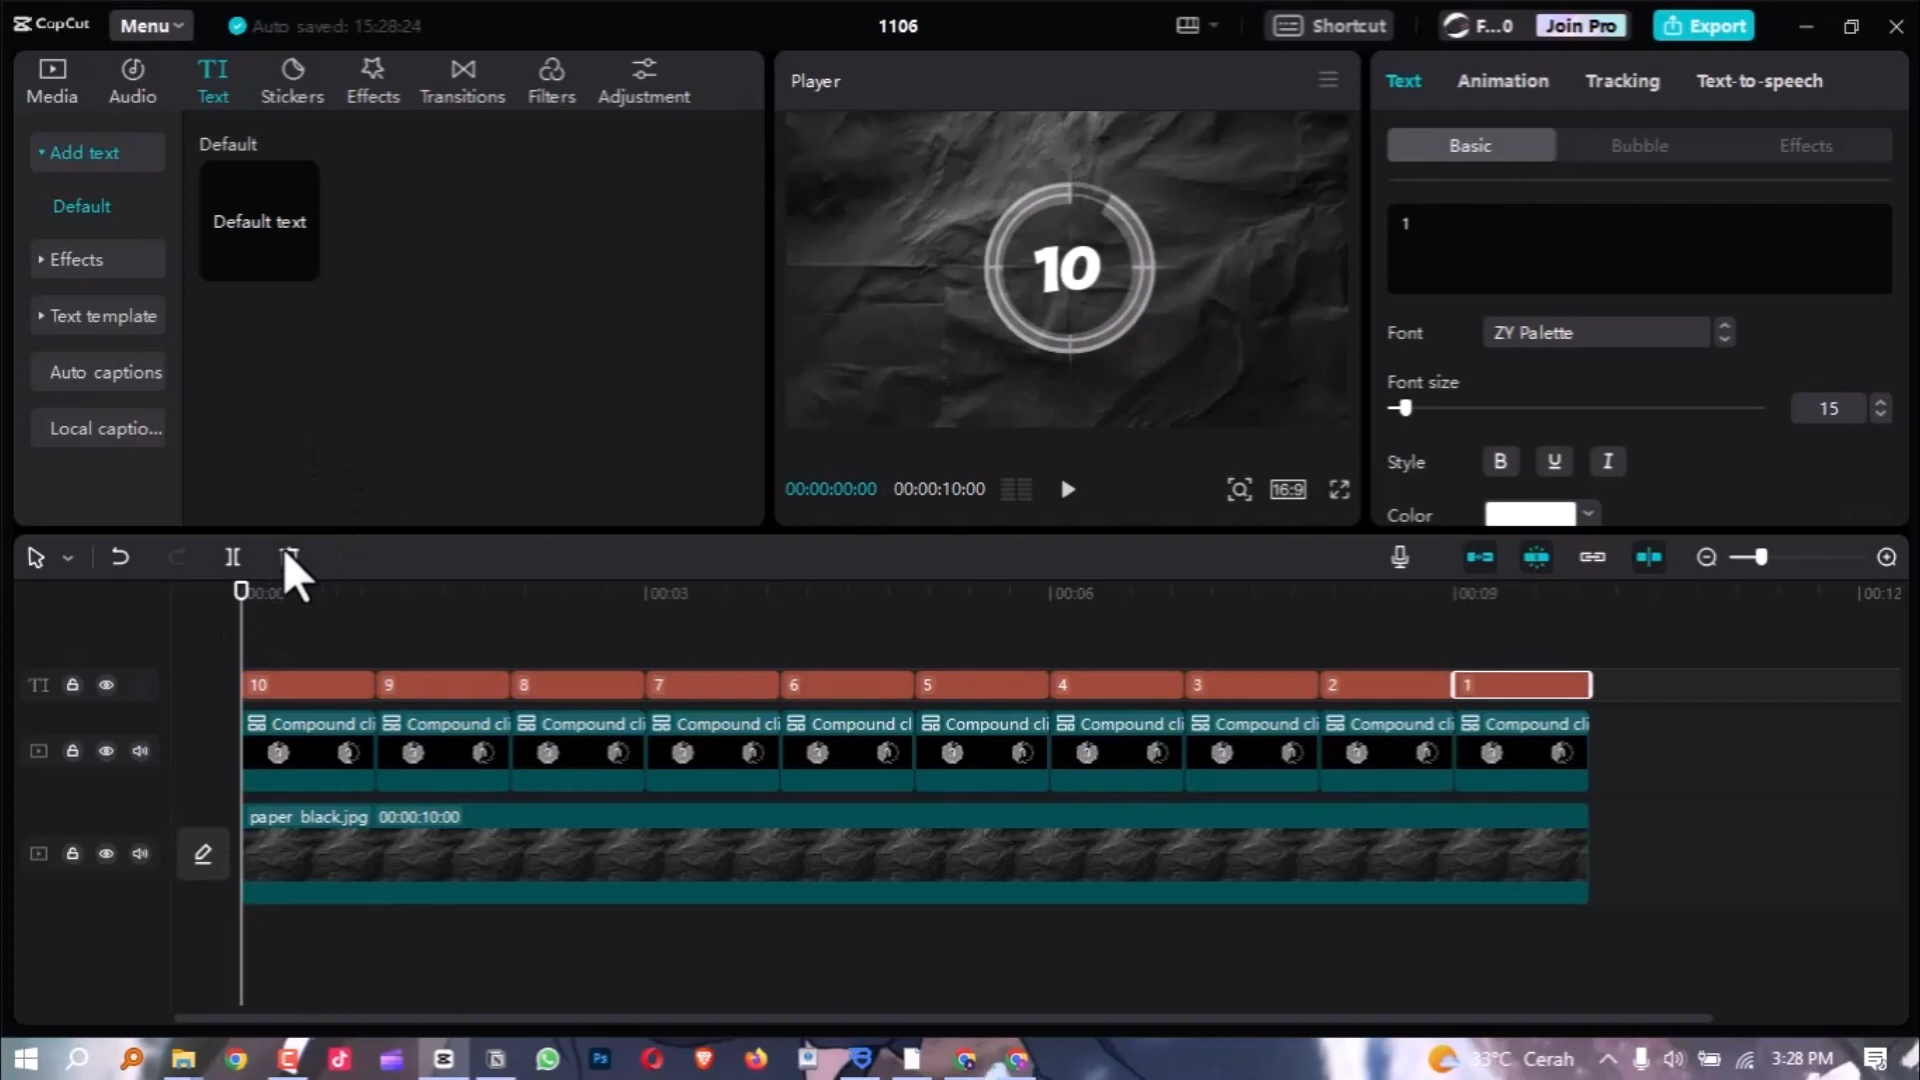 CapCut
Menu
Auto saved: 15:28:24
1106
Shortcut
F...0
Join Pro
Export
Media
Audio
TI
Text
Stickers
Effects
Transitions
Filters
Adjustment
Add text
Default
Effects
Text template
Auto captions
Local captio...
Default
Default text
Player
10
00:00:00:00
00:00:10:00
16:9
Text
Animation
Tracking
Text-to-speech
Basic
Bubble
Effects
1
Font
ZY Palette
Font size
15
Style
B
U
I
Color
00:03
00:06
00:09
00:12
TI
10
9
8
7
6
5
4
3
2
1
Compound cli
Compound cli
Compound cli
Compound cli
Compound cl
Compound cli
Compound cli
Compound cli
Compound cli
Compound cli
paper black.jpg 00:00:10:00
Ps
33°C Cerah
3:28 PM